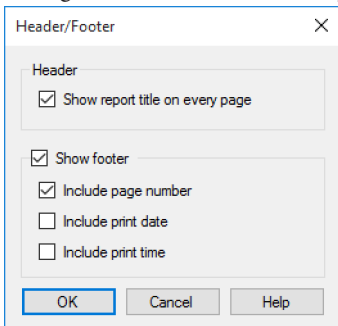 Header/Footer
Header
Show report title on every page
Show footer
Include page number
Include print date
Include print time
OK
Cancel
Help